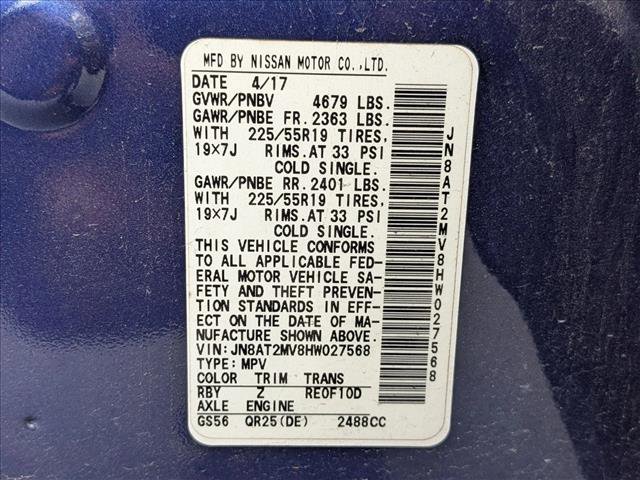 MFD BY NISSAN MOTOR CO.,LTD.
DATE 4/17
GVWR/PNBV 4679 LBS.
GAWR/PNBE FR. 2363 LBS.
WITH 225/55R19 TIRES,
19×7J RIMS. AT 33 PSI
COLD SINGLE.
GAWR/PNBE RR. 2401 LBS.
WITH 225/55R19 TIRES,
19×7J RIMS. AT 33 PSI
COLD SINGLE.
THIS VEHICLE CONFORMS
TO ALL APPLICABLE FED-
ERAL MOTOR VEHICLE SA-
FETY AND THEFT PREVEN-
TION STANDARDS IN EFF-
ECT ON THE DATE OF MA-
NUFACTURE SHOWN ABOVE.
VIN: JN8AT2MV8HW027568
TYPE: MPV
COLOR TRIM TRANS
RBY Z RE0F10D
AXLE ENGINE
GS56 QR25(DE) 2488CC
JN8AT2MV8HW027568